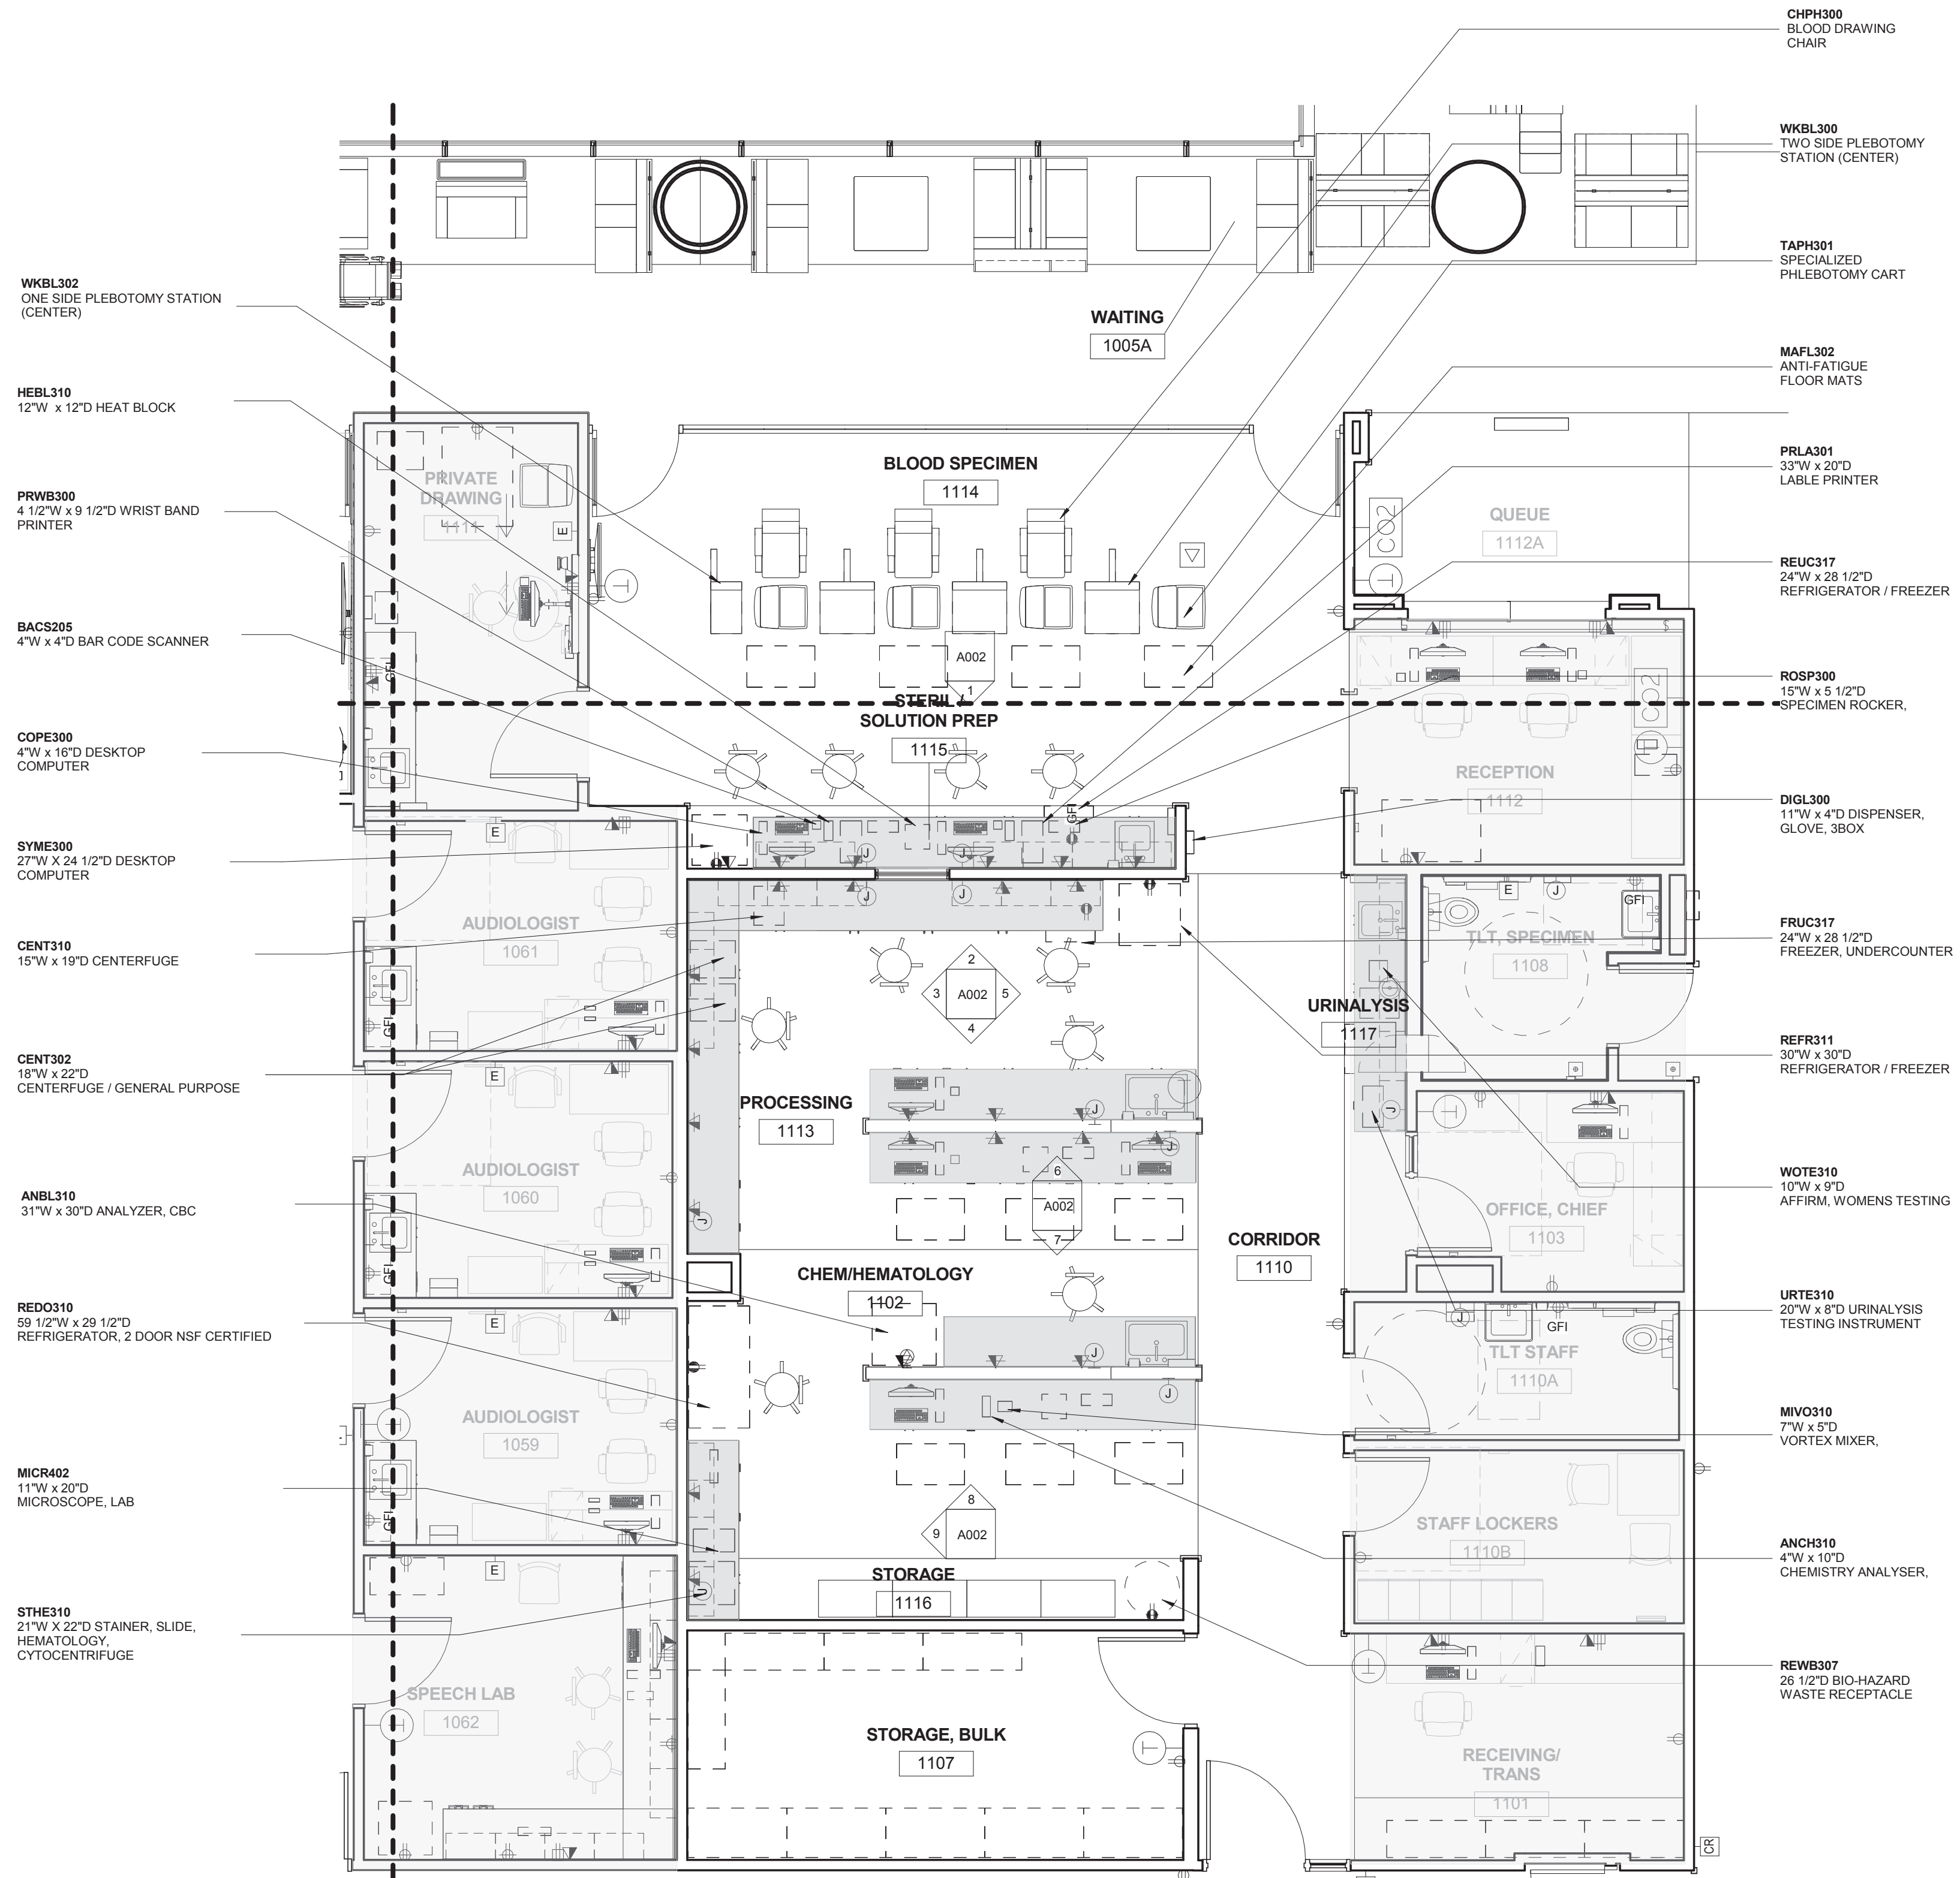 CHPH300
BLOOD DRAWING
CHAIR
WKBL300
TWO SIDE PLEBOTOMY
STATION (CENTER)
TAPH301
SPECIALIZED
PHLEBOTOMY CART
MAFL302
ANTI-FATIGUE
FLOOR MATS
PRLA301
33"W x 20"D
LABLE PRINTER
REUC317
24"W x 28 1/2"D
REFRIGERATOR / FREEZER
ROSP300
15"W x 5 1/2"D
SPECIMEN ROCKER,
DIGL300
11"W x 4"D DISPENSER,
GLOVE, 3BOX
FRUC317
24"W x 28 1/2"D
FREEZER, UNDERCOUNTER
REFR311
30"W x 30"D
REFRIGERATOR / FREEZER
WOTE310
10"W x 9"D
AFFIRM, WOMENS TESTING
URTE310
20"W x 8"D URINALYSIS
TESTING INSTRUMENT
MIVO310
7"W x 5"D
VORTEX MIXER,
ANCH310
4"W x 10"D
CHEMISTRY ANALYSER,
REWB307
26 1/2"D BIO-HAZARD
WASTE RECEPTACLE
WKBL302
ONE SIDE PLEBOTOMY STATION
(CENTER)
HEBL310
12"W x 12"D HEAT BLOCK
PRWB300
4 1/2"W x 9 1/2"D WRIST BAND
PRINTER
BACS205
4"W x 4"D BAR CODE SCANNER
COPE300
4"W x 16"D DESKTOP
COMPUTER
SYME300
27"W X 24 1/2"D DESKTOP
COMPUTER
CENT310
15"W x 19"D CENTERFUGE
CENT302
18"W x 22"D
CENTERFUGE / GENERAL PURPOSE
ANBL310
31"W x 30"D ANALYZER, CBC
REDO310
59 1/2"W x 29 1/2"D
REFRIGERATOR, 2 DOOR NSF CERTIFIED
MICR402
11"W x 20"D
MICROSCOPE, LAB
STHE310
21"W X 22"D STAINER, SLIDE,
HEMATOLOGY,
CYTOCENTRIFUGE
WAITING
1005A
PRIVATE
DRAWING
1111
E
GFI
BLOOD SPECIMEN
1114
A002
1
STERIL /
SOLUTION PREP
1115
GFI
J
J
J
J
QUEUE
1112A
CO2
RECEPTION
1112
CO2
$
AUDIOLOGIST
1061
E
GFI
AUDIOLOGIST
1060
E
GFI
AUDIOLOGIST
1059
E
GFI
SPEECH LAB
1062
E
2
3
A002
5
4
PROCESSING
1113
J
J
J
6
A002
7
CHEM/HEMATOLOGY
1102
J
J
8
9
A002
J
STORAGE
1116
STORAGE, BULK
1107
CORRIDOR
1110
URINALYSIS
1117
J
TLT, SPECIMEN
1108
E
J
GFI
OFFICE, CHIEF
1103
TLT STAFF
1110A
J
GFI
STAFF LOCKERS
1110B
RECEIVING/
TRANS
1101
CR